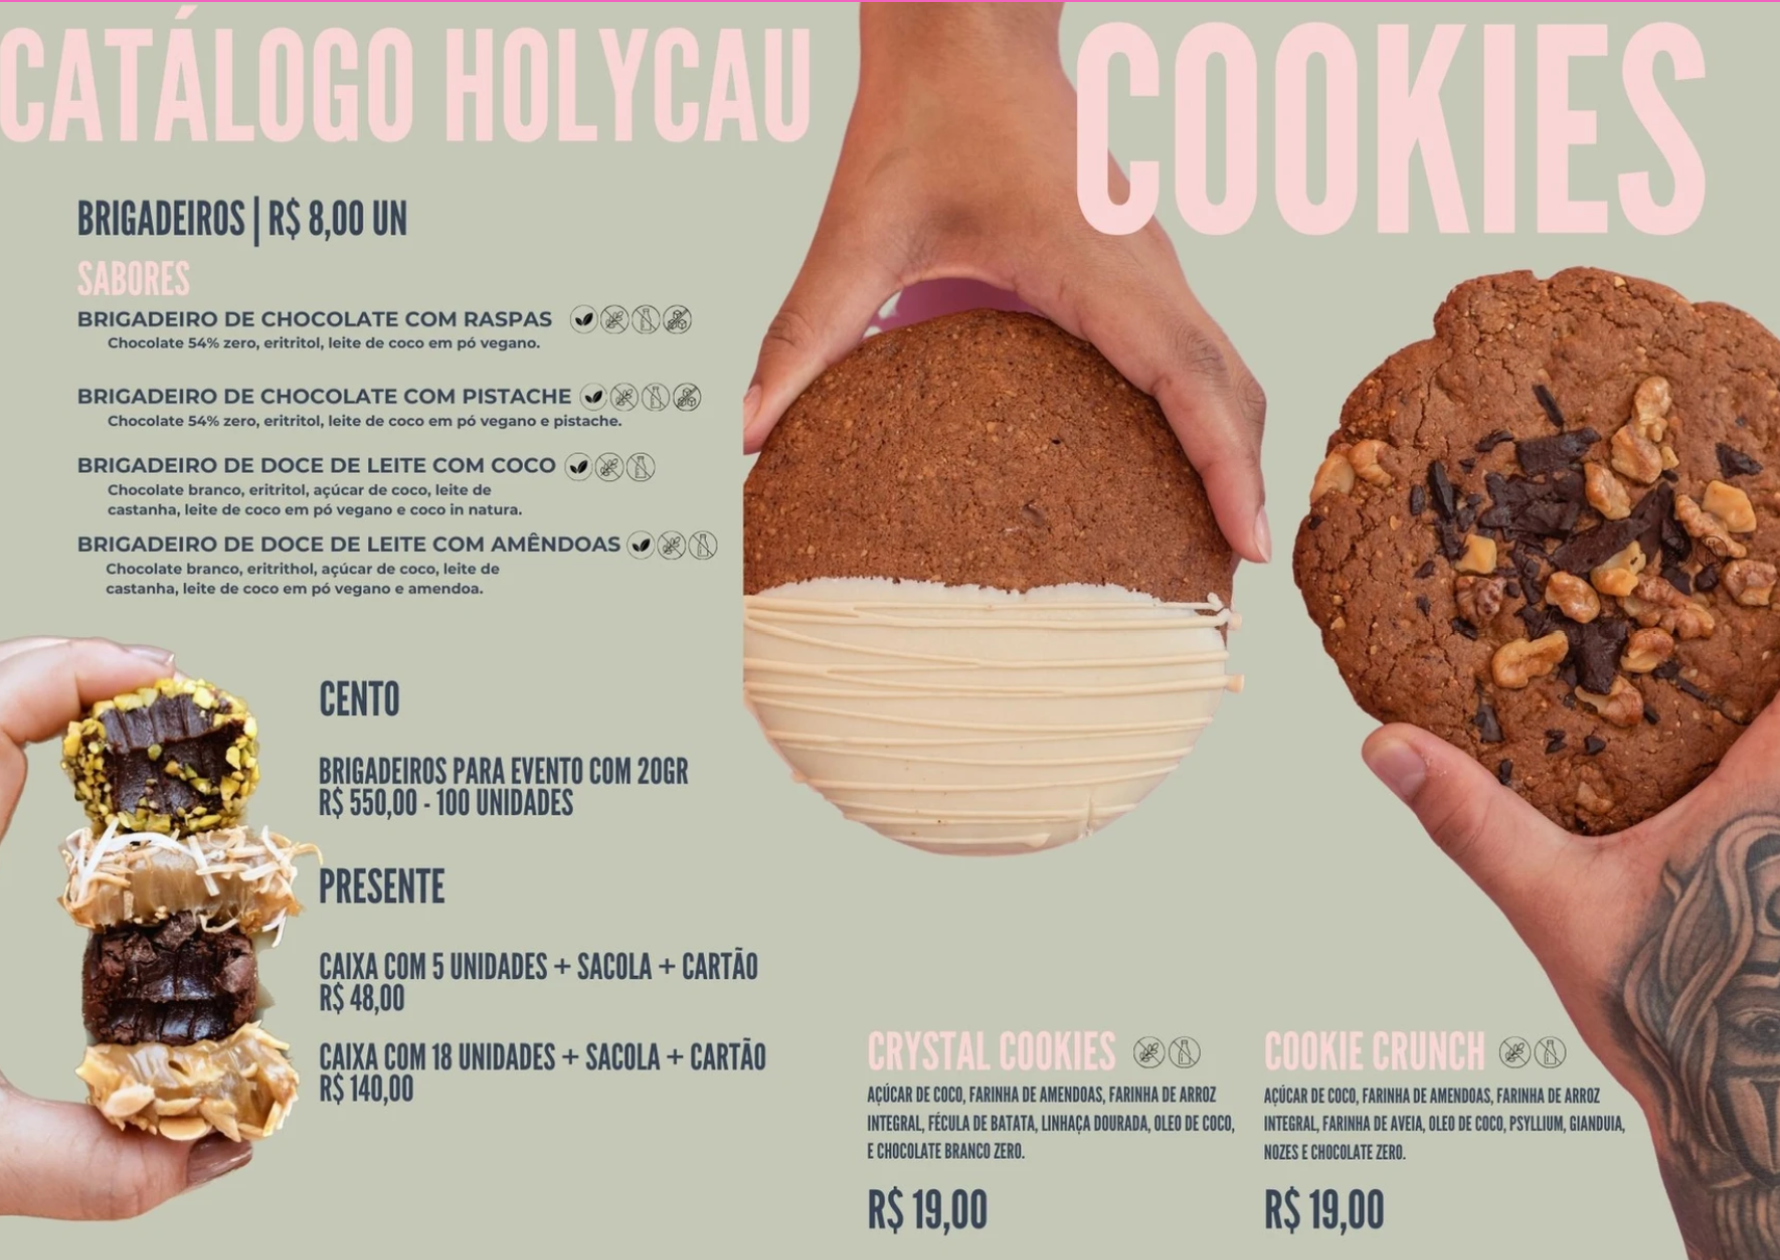 CATÁLOGO HOLYCAU
BRIGADEIROS | R$ 8,00 UN
SABORES
BRIGADEIRO DE CHOCOLATE COM RASPAS
Chocolate 54% zero, eritritol, leite de coco em pó vegano.
BRIGADEIRO DE CHOCOLATE COM PISTACHE
Chocolate 54% zero, eritritol, leite de coco em pó vegano e pistache.
BRIGADEIRO DE DOCE DE LEITE COM COCO
Chocolate branco, eritritol, açúcar de coco, leite de
castanha, leite de coco em pó vegano e coco in natura.
BRIGADEIRO DE DOCE DE LEITE COM AMÊNDOAS
Chocolate branco, eritrithol, açúcar de coco, leite de
castanha, leite de coco em pó vegano e amendoa.
CENTO
BRIGADEIROS PARA EVENTO COM 20GR
R$ 550,00 - 100 UNIDADES
PRESENTE
CAIXA COM 5 UNIDADES + SACOLA + CARTÃO
R$ 48,00
CAIXA COM 18 UNIDADES + SACOLA + CARTÃO
R$ 140,00
COOKIES
CRYSTAL COOKIES
AÇÚCAR DE COCO, FARINHA DE AMENDOAS, FARINHA DE ARROZ
INTEGRAL, FÉCULA DE BATATA, LINHAÇA DOURADA, OLEO DE COCO,
E CHOCOLATE BRANCO ZERO.
R$ 19,00
COOKIE CRUNCH
AÇÚCAR DE COCO, FARINHA DE AMENDOAS, FARINHA DE ARROZ
INTEGRAL, FARINHA DE AVEIA, OLEO DE COCO, PSYLLIUM, GIANDUIA,
NOZES E CHOCOLATE ZERO.
R$ 19,00